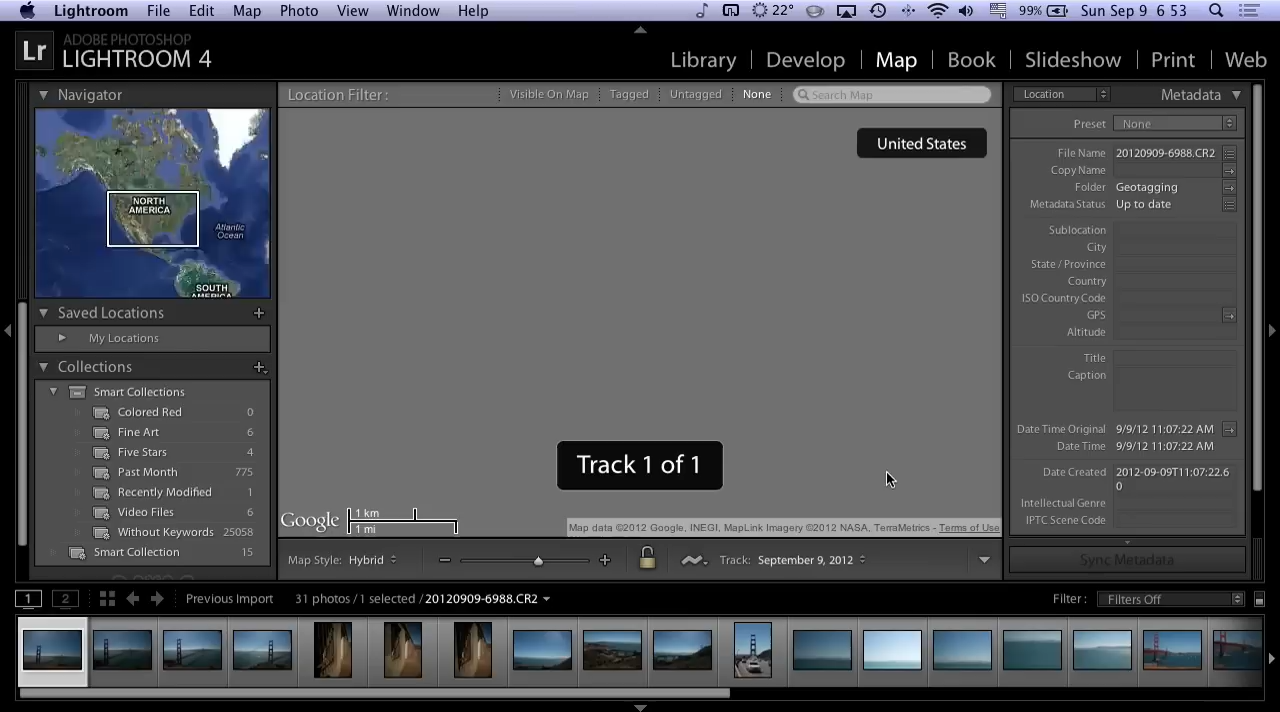 Lightroom File Edit Map Photo View Window Help 22° 99% Sun Sep 9 6 53
Lr ADOBE PHOTOSHOP
LIGHTROOM 4
Library Develop Map Book Slideshow Print Web
Navigator
NORTH
AMERICA
Atlantic
Ocean
SOUTH
AMERICA
Saved Locations
My Locations
Collections
Smart Collections
Colored Red 0
Fine Art 6
Five Stars 4
Past Month 775
Recently Modified 1
Video Files 6
Without Keywords 25058
Smart Collection 15
Location Filter : Visible On Map Tagged Untagged None Search Map
United States
Track 1 of 1
Google 1 km
1 mi
Map data ©2012 Google, INEGI, MapLink Imagery ©2012 NASA, TerraMetrics - Terms of Use
Map Style: Hybrid Track: September 9, 2012
Location Metadata
Preset None
File Name 20120909-6988.CR2
Copy Name
Folder Geotagging
Metadata Status Up to date
Sublocation
City
State / Province
Country
ISO Country Code
GPS
Altitude
Title
Caption
Date Time Original 9/9/12 11:07:22 AM
Date Time 9/9/12 11:07:22 AM
Date Created 2012-09-09T11:07:22.6
0
Intellectual Genre
IPTC Scene Code
Sync Metadata
1 2 Previous Import 31 photos / 1 selected / 20120909-6988.CR2 Filter : Filters Off